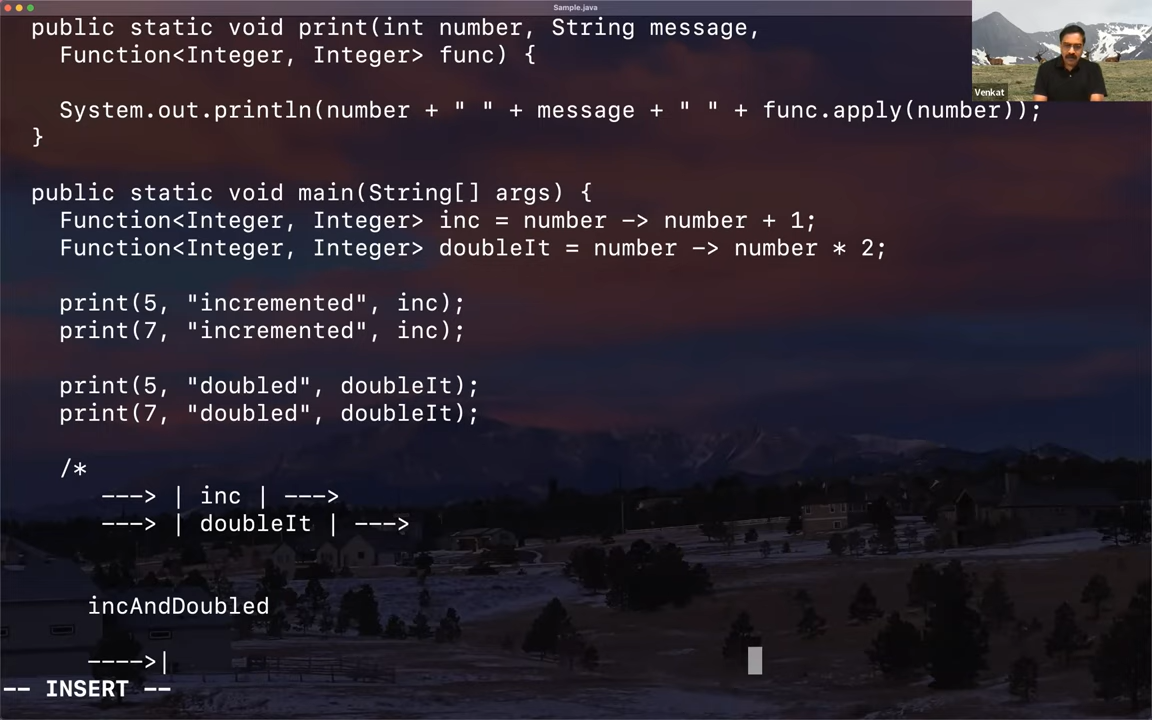 Sample.java
public static void print(int number, String message,
Function<Integer, Integer> func) {
Venkat
System.out.println(number + " " + message + " " + func.apply(number));
}
public static void main(String[] args) {
Function<Integer, Integer> inc = number -> number + 1;
Function<Integer, Integer> doubleIt = number -> number * 2;
print(5, "incremented", inc);
print(7, "incremented", inc);
print(5, "doubled", doubleIt);
print(7, "doubled", doubleIt);
/*
---> | inc | --->
---> | doubleIt | --->
incAndDoubled
---->|
-- INSERT --